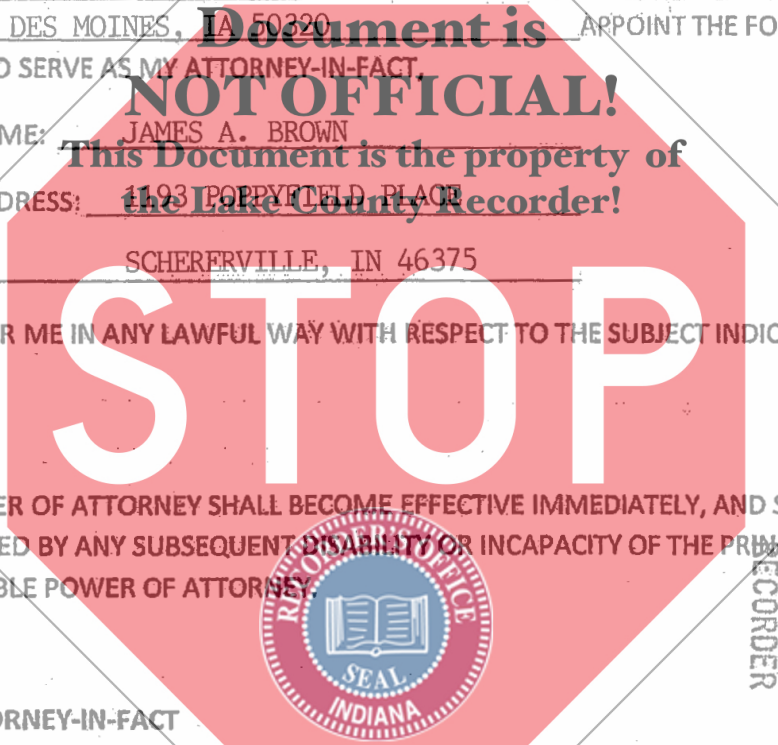 DES MOINES, IA 50320 APPOINT THE FO
Document is
O SERVE AS MY ATTORNEY-IN-FACT.
NOT OFFICIAL!
ME: JAMES A. BROWN
This Document is the property of
DRESS: 1193 POPPYFIELD PLACE
the Lake County Recorder!
SCHERERVILLE, IN 46375
R ME IN ANY LAWFUL WAY WITH RESPECT TO THE SUBJECT INDIC
STOP
ER OF ATTORNEY SHALL BECOME EFFECTIVE IMMEDIATELY, AND S
ED BY ANY SUBSEQUENT DISABILITY OR INCAPACITY OF THE PRIN
BLE POWER OF ATTORNEY.
RECORDER'S OFFICE
SEAL
INDIANA
RECORDER
ORNEY-IN-FACT